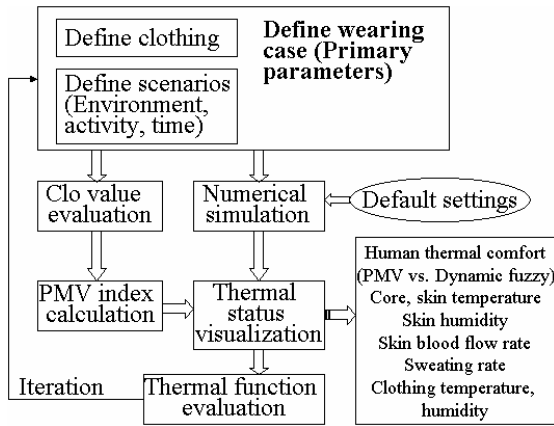 Define clothing
Define wearing
case (Primary
parameters)
Define scenarios
(Environment,
activity, time)
Clo value
evaluation
Numerical
simulation
Default settings
PMV index
calculation
Thermal
status
visualization
Human thermal comfort
(PMV vs. Dynamic fuzzy)
Core, skin temperature
Skin humidity
Skin blood flow rate
Sweating rate
Clothing temperature,
humidity
Iteration
Thermal function
evaluation